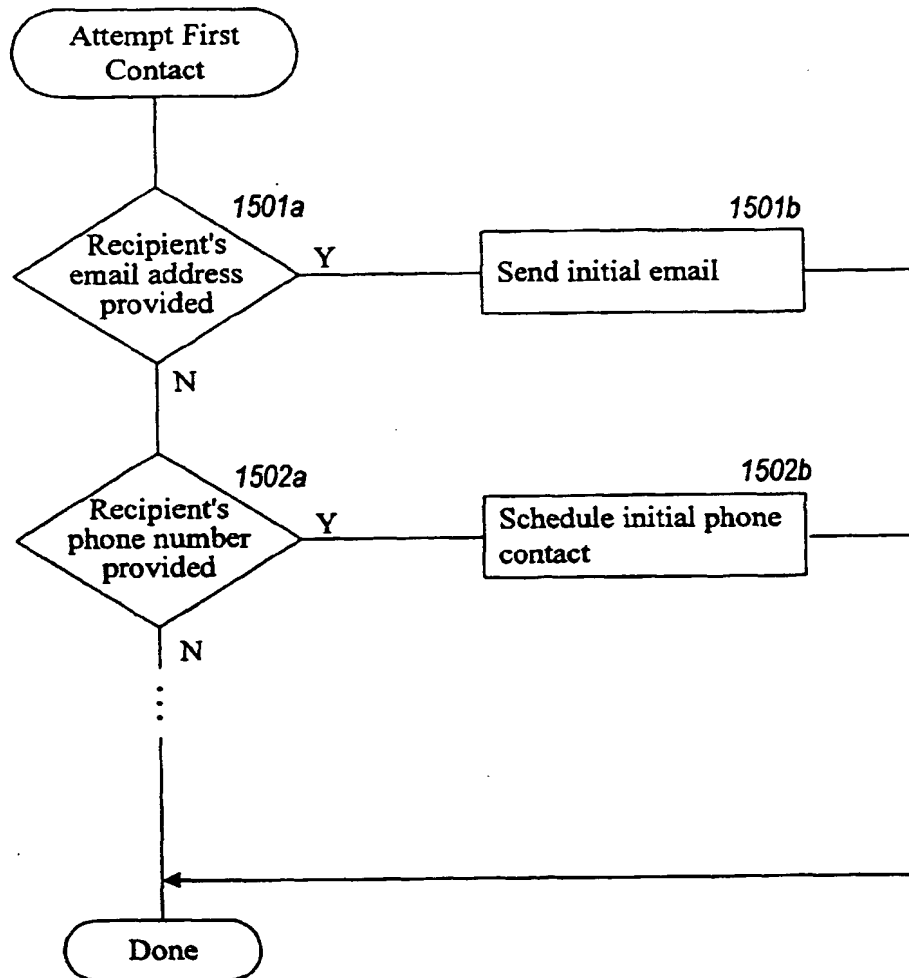 Attempt First
Contact
1501a
Recipient's
email address
provided
Y
N
1501b
Send initial email
1502a
Recipient's
phone number
provided
Y
N
1502b
Schedule initial phone
contact
Done